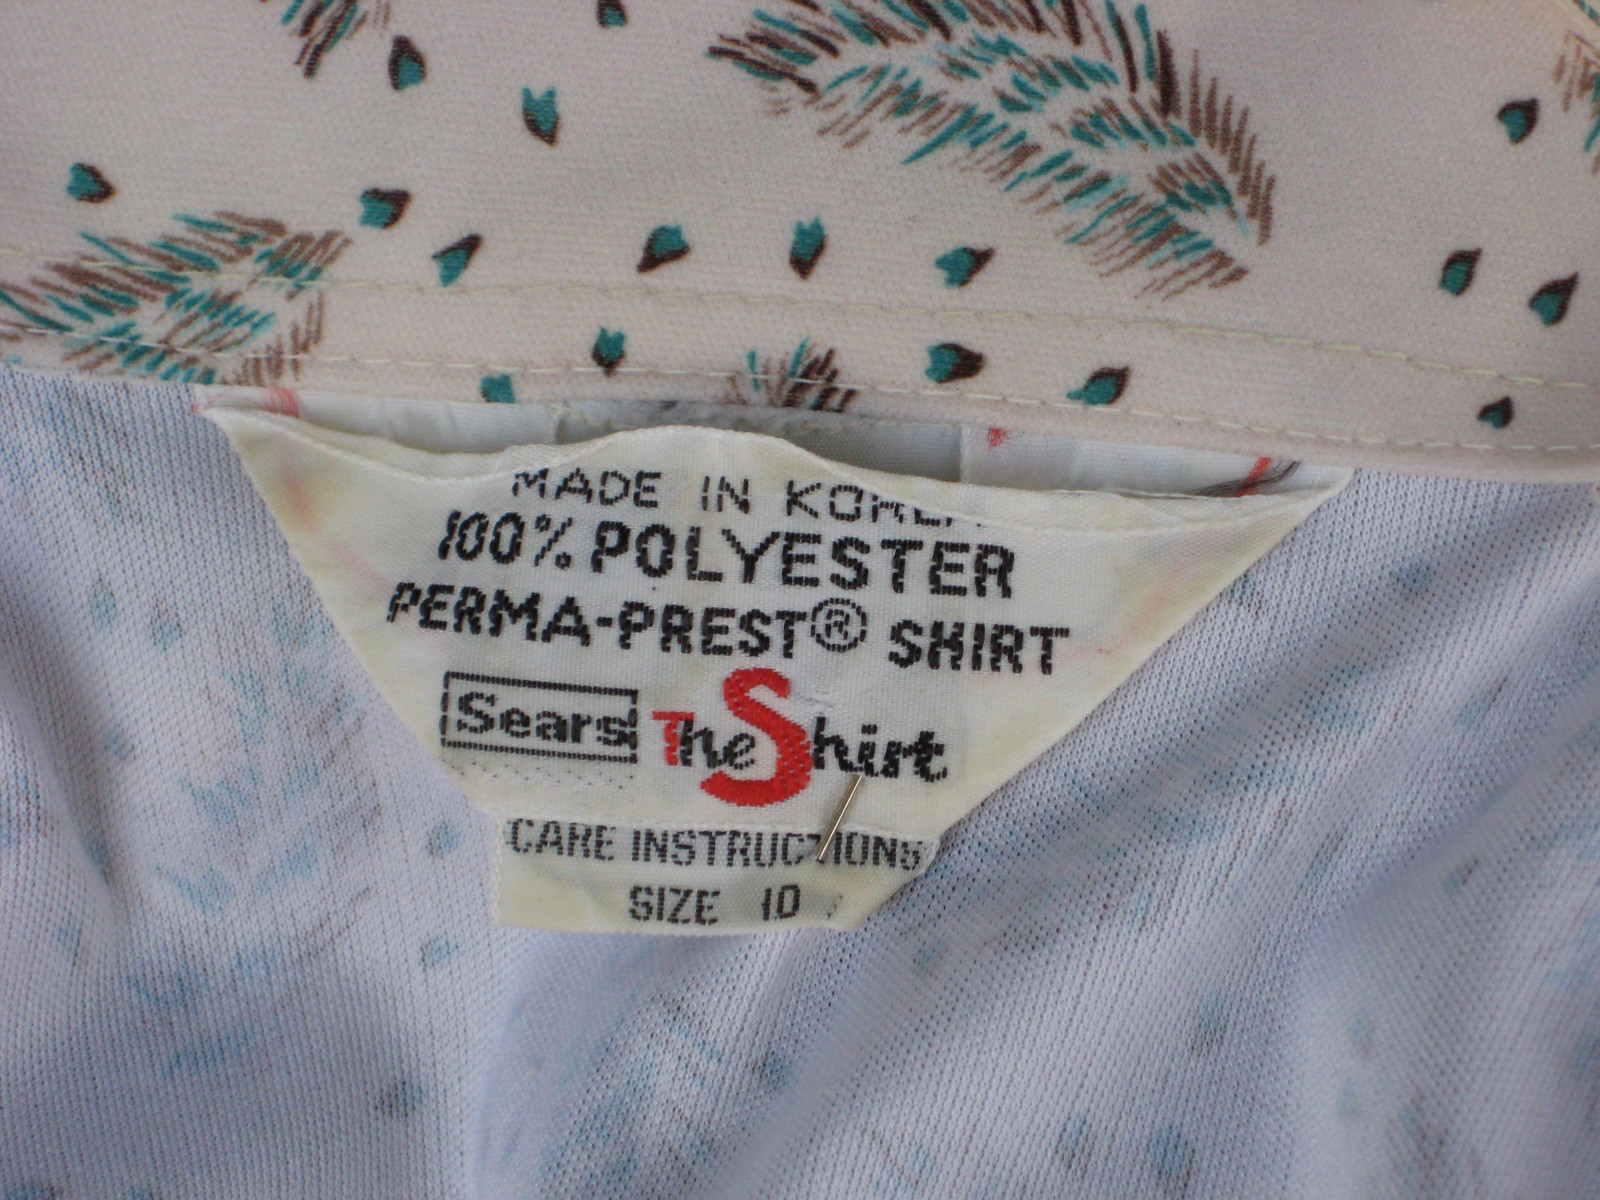 MADE IN KOREA
100% POLYESTER
PERMA-PREST® SHIRT
Sears The Shirt
CARE INSTRUCTIONS
SIZE 10